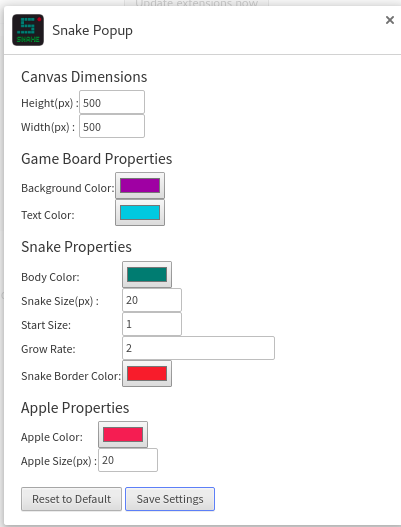 Update extensions now
SNAKE
Snake Popup
×
Canvas Dimensions
Height(px) : 500
Width(px) : 500
Game Board Properties
Background Color:
Text Color:
Snake Properties
Body Color:
Snake Size(px) : 20
Start Size: 1
Grow Rate: 2
Snake Border Color:
Apple Properties
Apple Color:
Apple Size(px) : 20
Reset to Default Save Settings